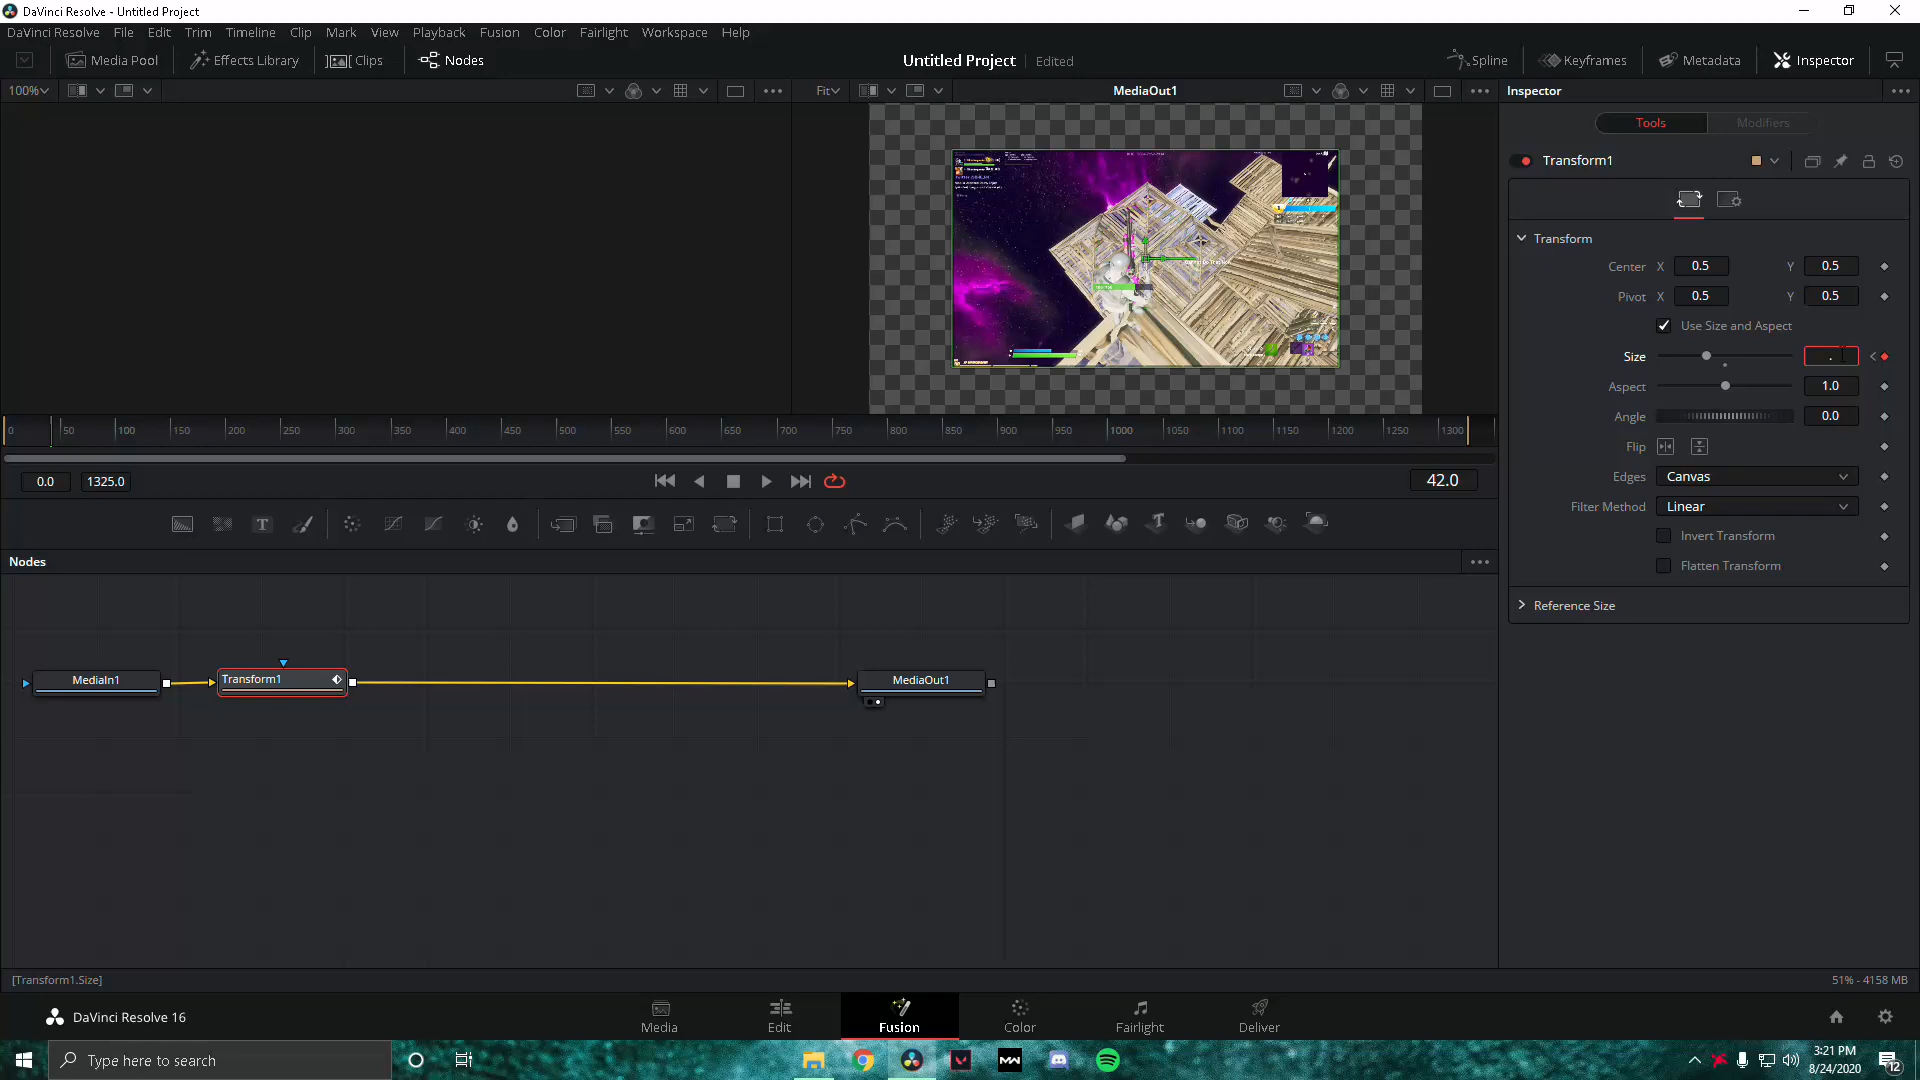 DaVinci Resolve - Untitled Project
DaVinci Resolve File Edit Trim Timeline Clip Mark View Playback Fusion Color Fairlight Workspace Help
Media Pool Effects Library Clips Nodes Untitled Project Edited Spline Keyframes Metadata Inspector
100% Fit MediaOut1 Inspector
Tools Modifiers
Transform1
Transform
Center X 0.5 Y 0.5
Pivot X 0.5 Y 0.5
Use Size and Aspect
Size .
Aspect 1.0
Angle 0.0
Flip
Edges Canvas
Filter Method Linear
Invert Transform
Flatten Transform
Reference Size
0 50 100 150 200 250 300 350 400 450 500 550 600 650 700 750 800 850 900 950 1000 1050 1100 1150 1200 1250 1300
0.0 1325.0 42.0
Nodes
MediaIn1 Transform1 MediaOut1
[Transform1.Size] 51% - 4158 MB
DaVinci Resolve 16 Media Edit Fusion Color Fairlight Deliver
Type here to search
3:21 PM
8/24/2020
12